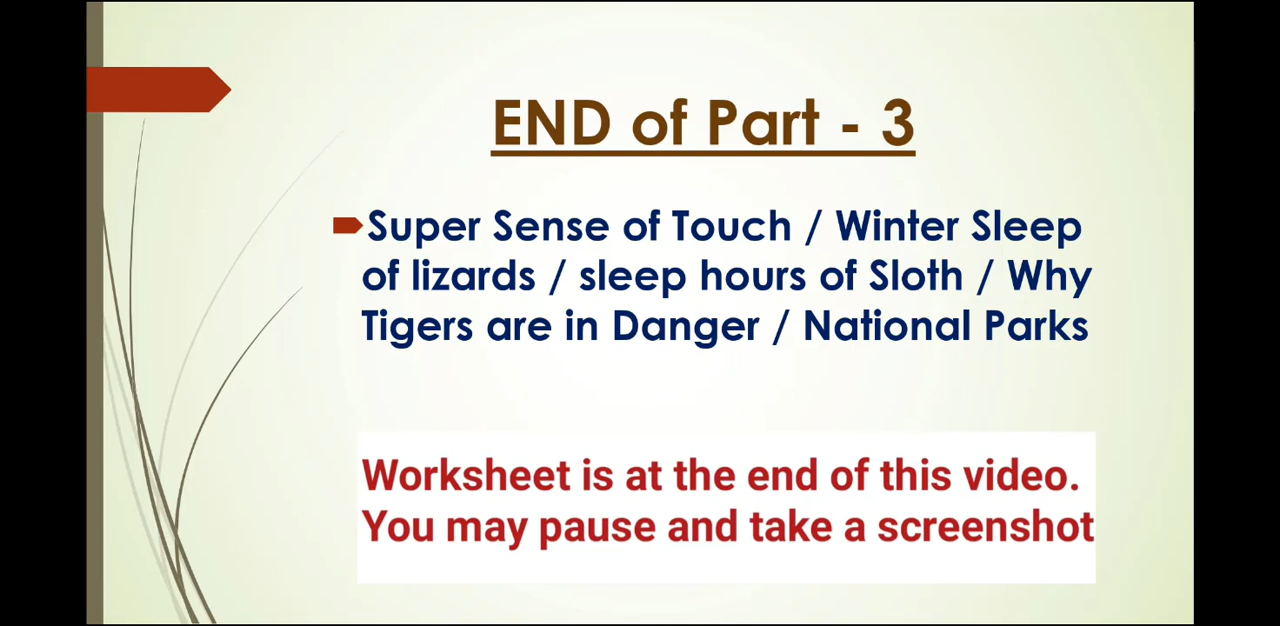 END of Part - 3
Super Sense of Touch / Winter Sleep
of lizards / sleep hours of Sloth / Why
Tigers are in Danger / National Parks
Worksheet is at the end of this video.
You may pause and take a screenshot